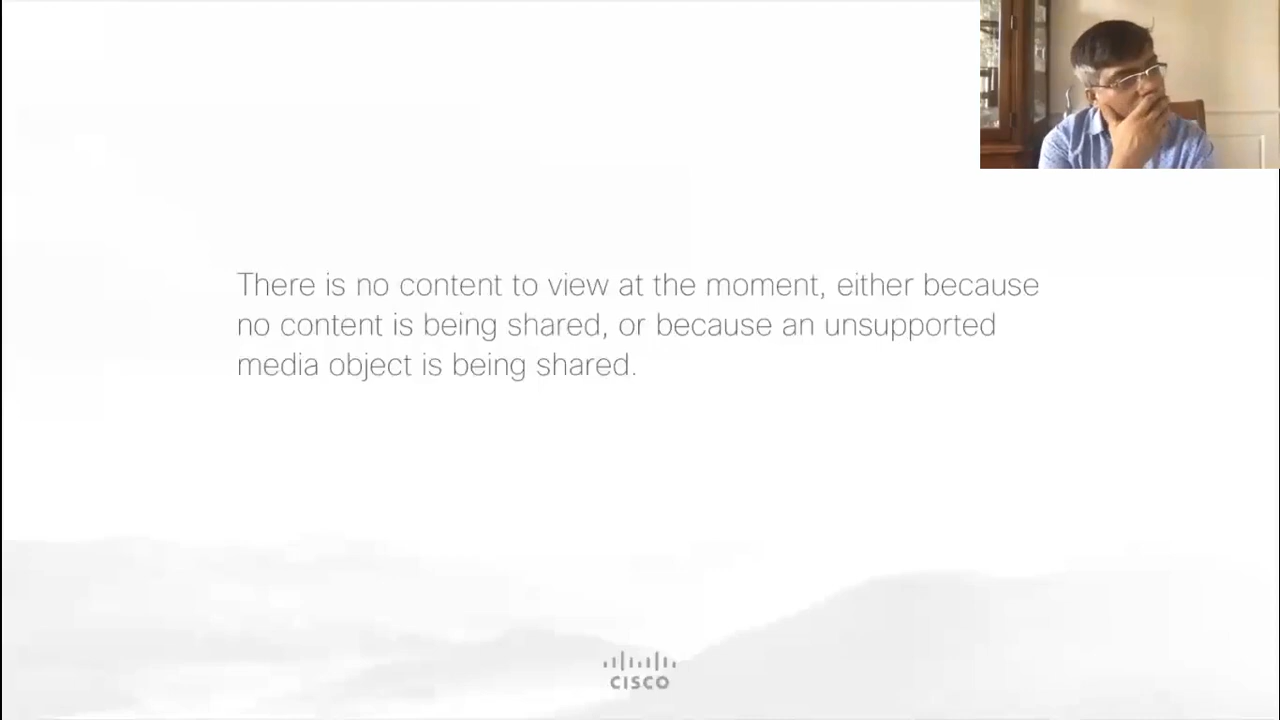 There is no content to view at the moment, either because
no content is being shared, or because an unsupported
media object is being shared.
CISCO